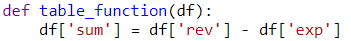 def table_function(df):
    df['sum'] = df['rev'] - df['exp']